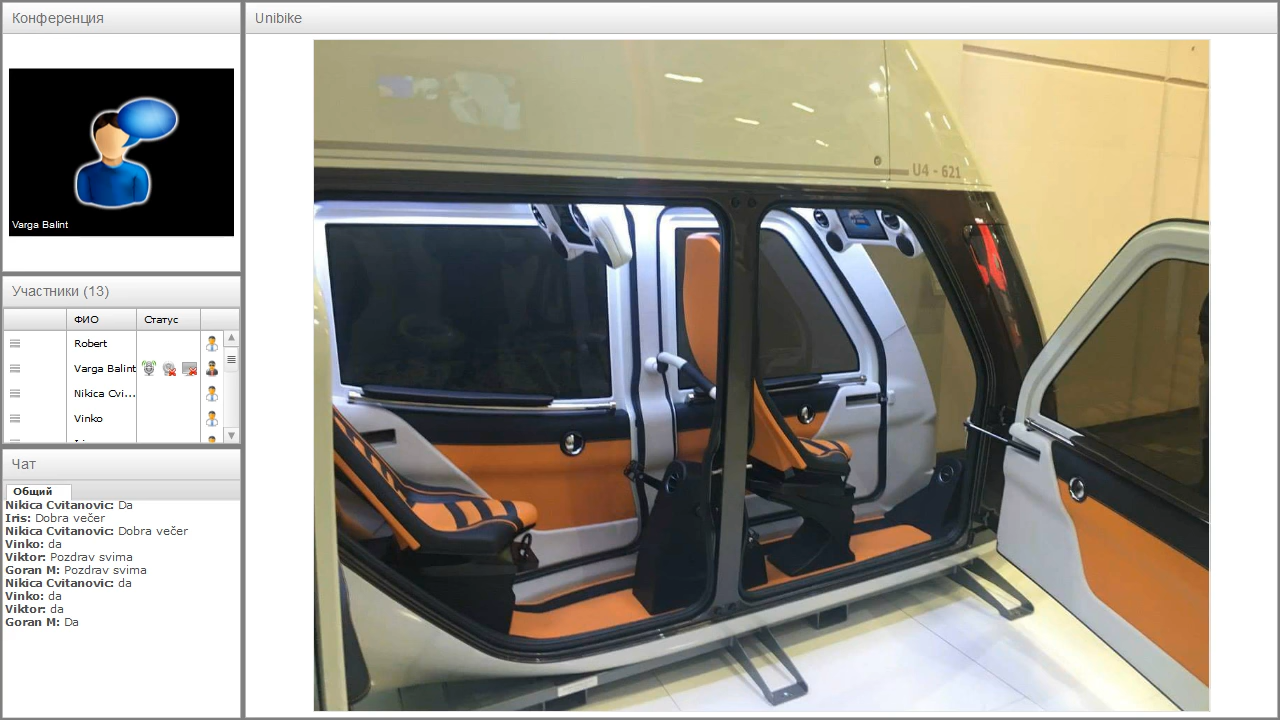 Конференция
Varga Balint
Участники (13)
ФИО
Статус
Robert
Varga Balint
Nikica Cvi...
Vinko
Чат
Общий
Nikica Cvitanovic: Da
Iris: Dobra večer
Nikica Cvitanovic: Dobra večer
Vinko: da
Viktor: Pozdrav svima
Goran M: Pozdrav svima
Nikica Cvitanovic: da
Vinko: da
Viktor: da
Goran M: Da
Unibike
U4 - 621